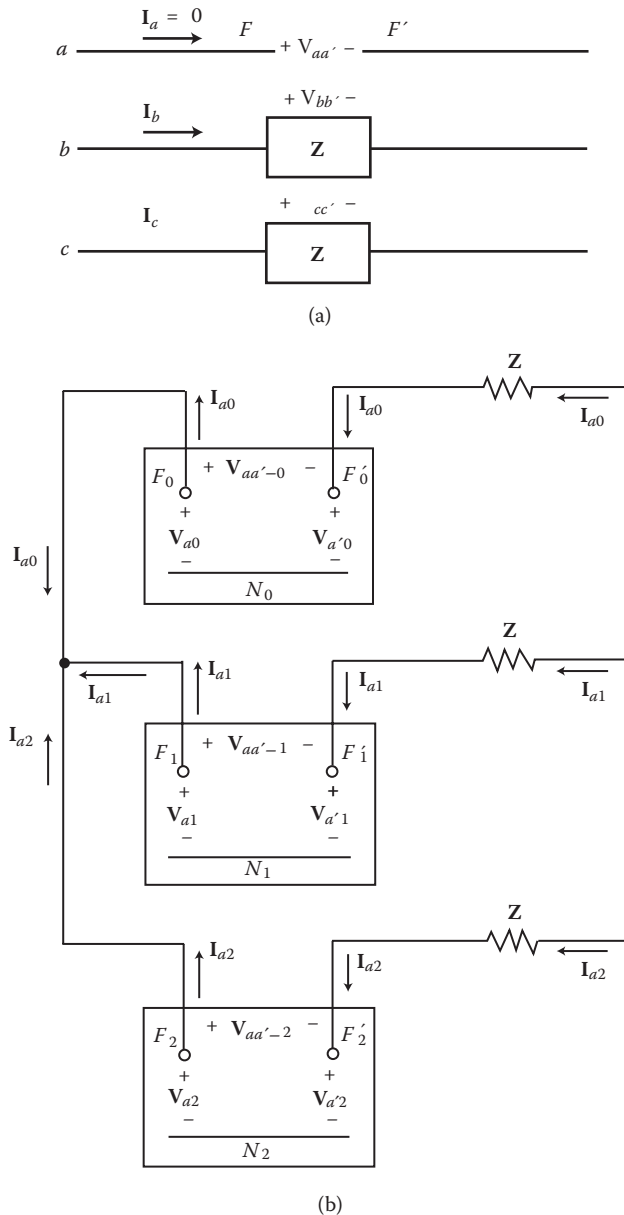 I_a = 0
F
F′
a
+ V_aa′ −
+ V_bb′ −
I_b
b
Z
+ cc′ −
I_c
c
Z
(a)
Z
I_a0
I_a0
I_a0
F_0 + V_aa′−0 − F′_0
+ +
V_a0 V_a′0
− −
N_0
I_a0
Z
I_a1
I_a1
I_a1
I_a1
I_a2
F_1 + V_aa′−1 − F′_1
+ +
V_a1 V_a′1
− −
N_1
Z
I_a2
I_a2
I_a2
F_2 + V_aa′−2 − F′_2
+ +
V_a2 V_a′2
− −
N_2
(b)